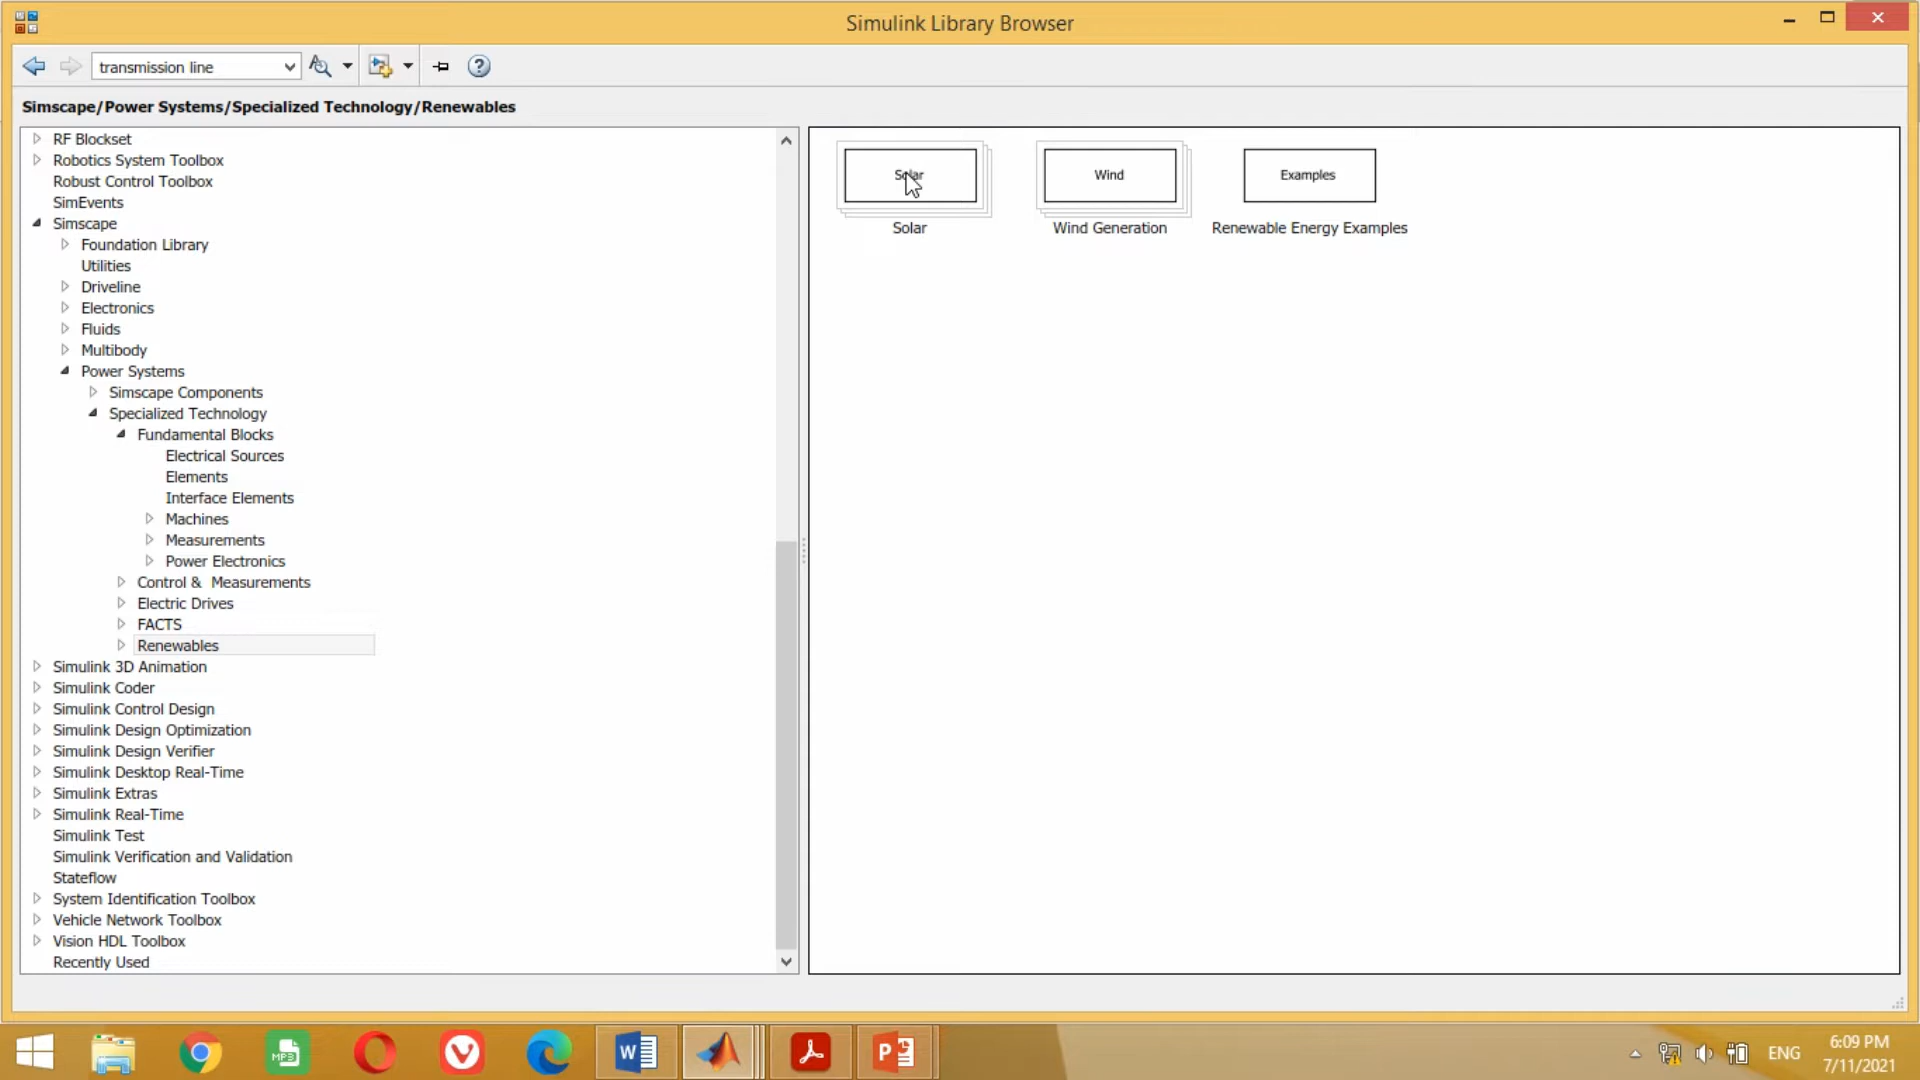 Simulink Library Browser
transmission line
Simscape/Power Systems/Specialized Technology/Renewables
RF Blockset
Robotics System Toolbox
Robust Control Toolbox
SimEvents
Simscape
Foundation Library
Utilities
Driveline
Electronics
Fluids
Multibody
Power Systems
Simscape Components
Specialized Technology
Fundamental Blocks
Electrical Sources
Elements
Interface Elements
Machines
Measurements
Power Electronics
Control & Measurements
Electric Drives
FACTS
Renewables
Simulink 3D Animation
Simulink Coder
Simulink Control Design
Simulink Design Optimization
Simulink Design Verifier
Simulink Desktop Real-Time
Simulink Extras
Simulink Real-Time
Simulink Test
Simulink Verification and Validation
Stateflow
System Identification Toolbox
Vehicle Network Toolbox
Vision HDL Toolbox
Recently Used
Solar
Wind
Examples
Solar
Wind Generation
Renewable Energy Examples
MP3
W
P
ENG
6:09 PM
7/11/2021